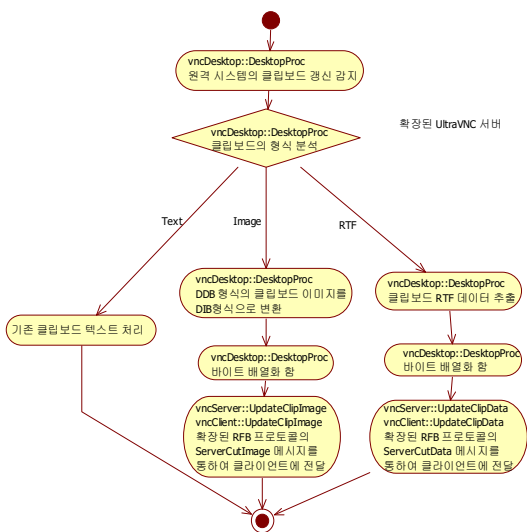 vncDesktop::DesktopProc
원격 시스템의 클립보드 갱신 감지
확장된 UltraVNC 서버
vncDesktop::DesktopProc
클립보드의 형식 분석
Text
Image
RTF
vncDesktop::DesktopProc
DDB 형식의 클립보드 이미지를
DIB형식으로 변환
vncDesktop::DesktopProc
클립보드 RTF 데이터 추출
기존 클립보드 텍스트 처리
vncDesktop::DesktopProc
바이트 배열화 함
vncDesktop::DesktopProc
바이트 배열화 함
vncServer::UpdateClipImage
vncClient::UpdateClipImage
확장된 RFB 프로토콜의
ServerCutImage 메시지를
통하여 클라이언트에 전달
vncServer::UpdateClipData
vncClient::UpdateClipData
확장된 RFB 프로토콜의
ServerCutData 메시지를
통하여 클라이언트에 전달